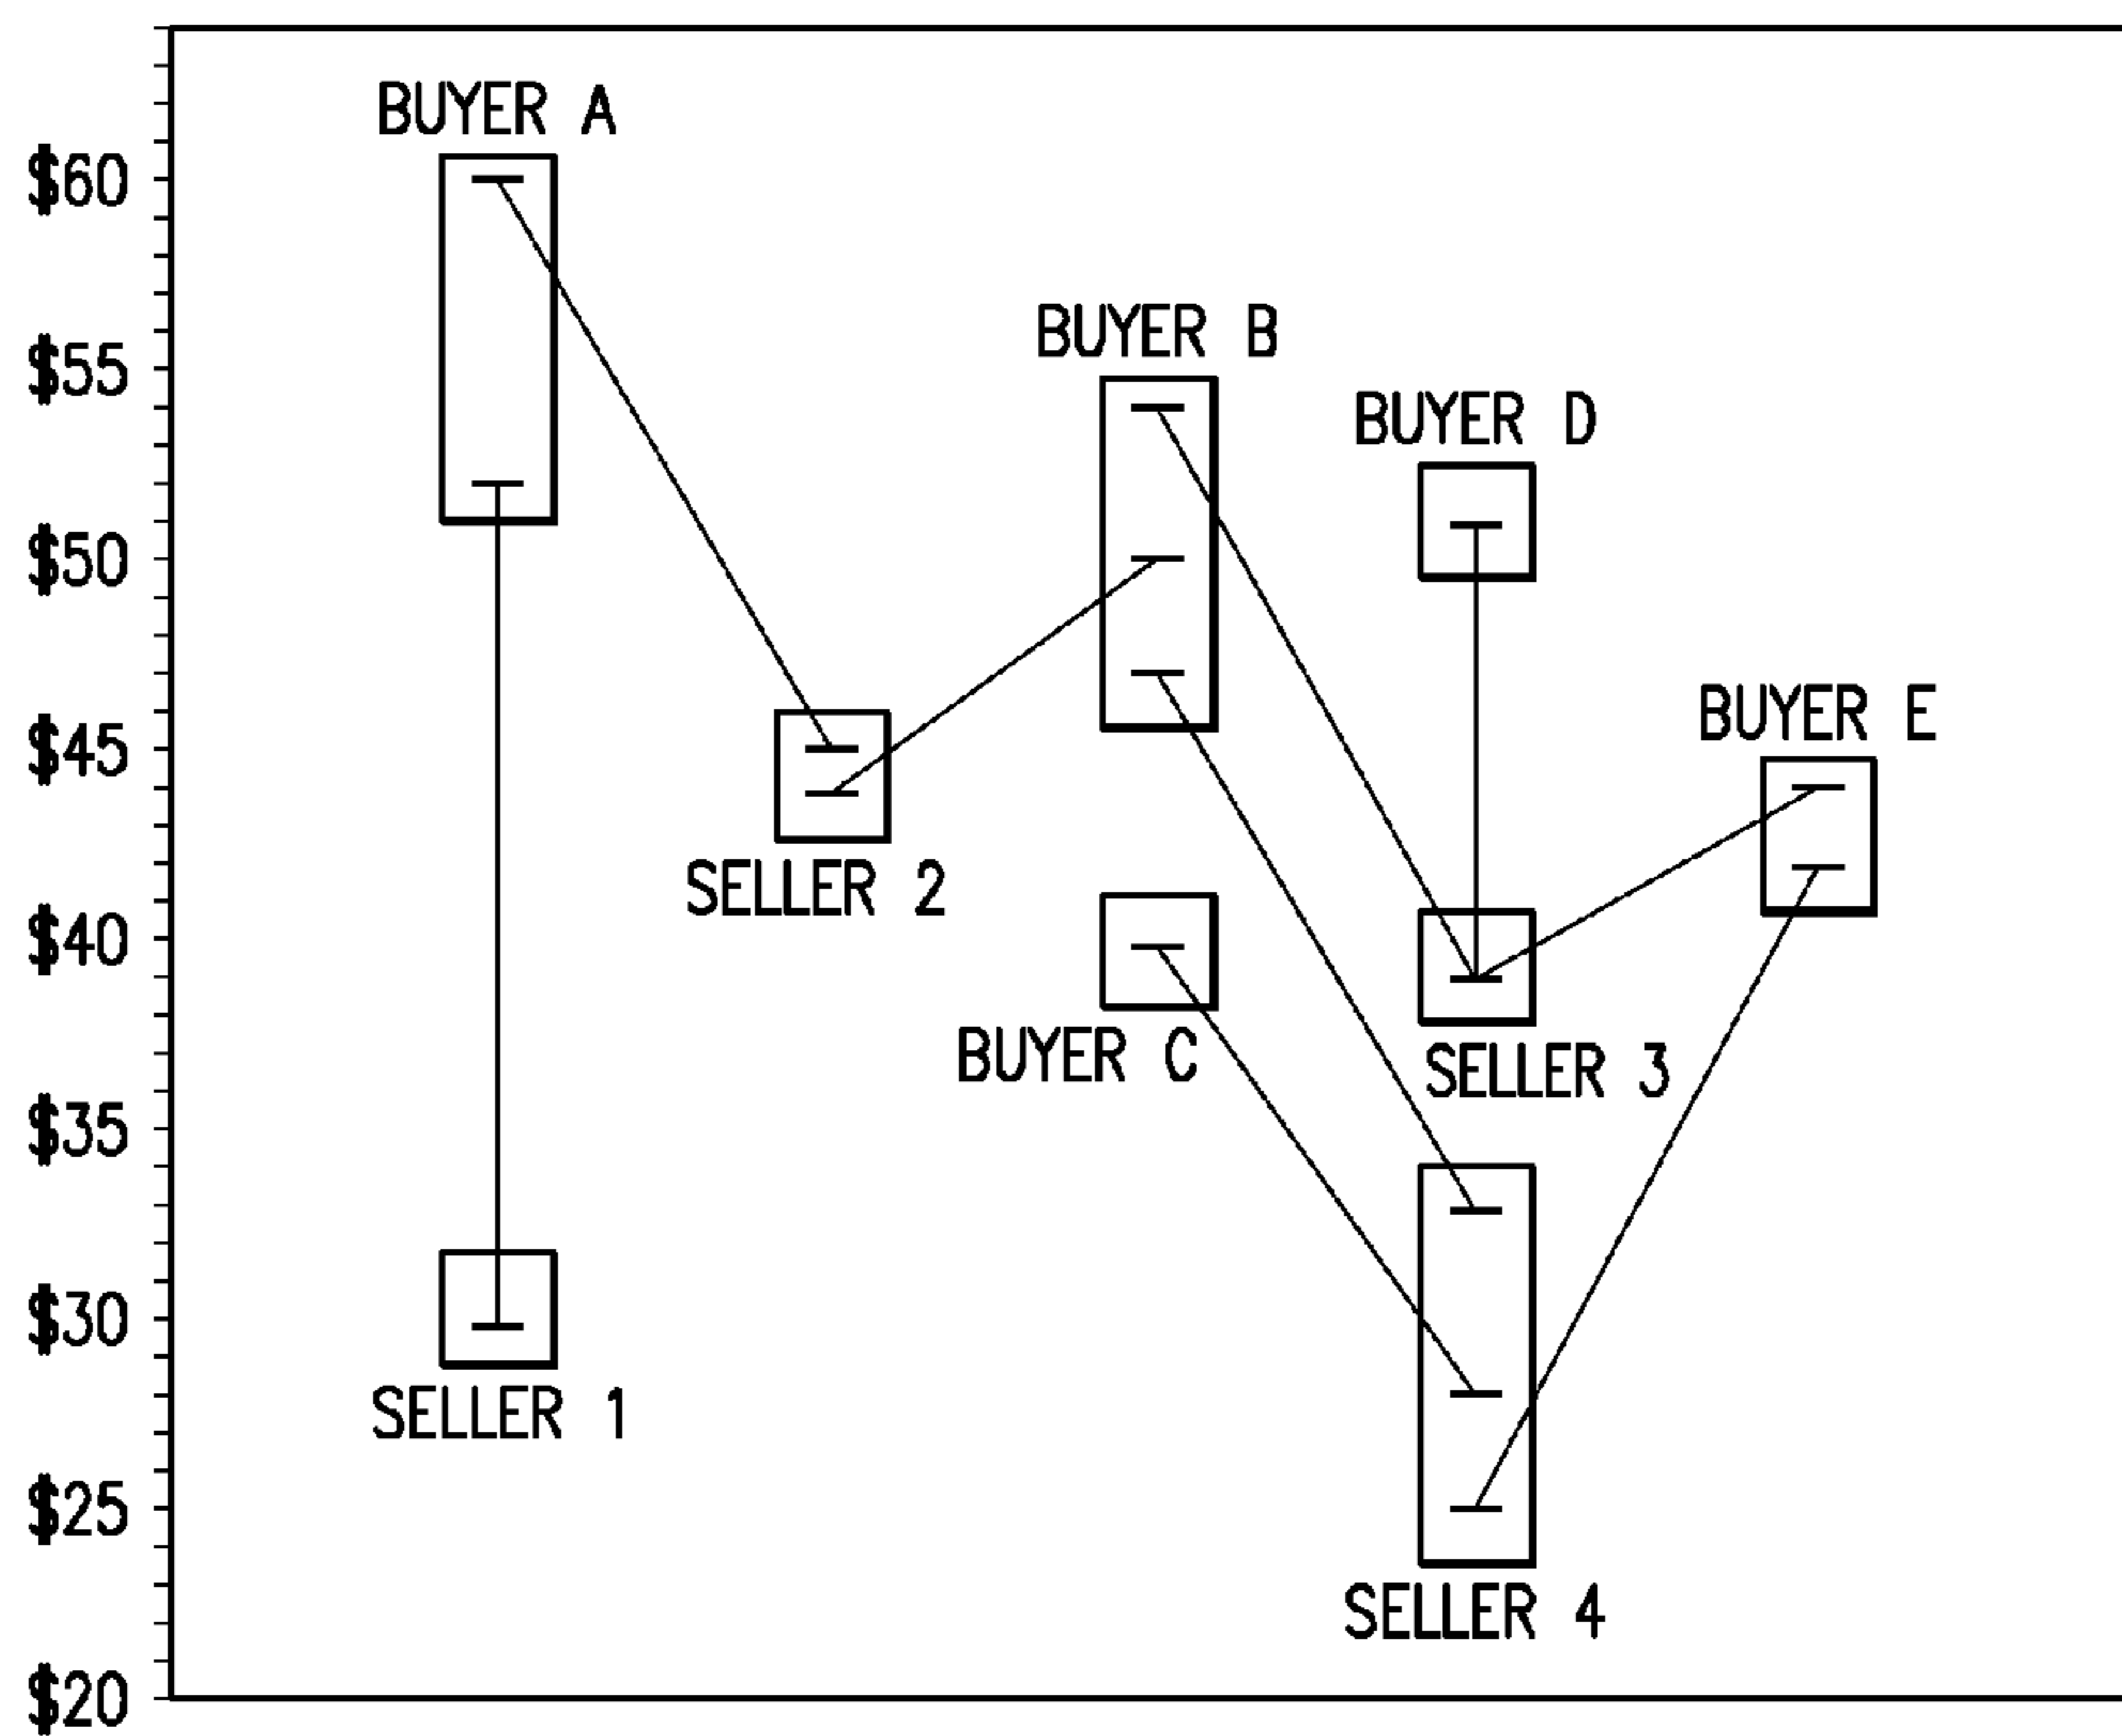 BUYER A
$60
BUYER B
$55
BUYER D
$50
BUYER E
$45
SELLER 2
$40
BUYER C
SELLER 3
$35
$30
SELLER 1
$25
SELLER 4
$20